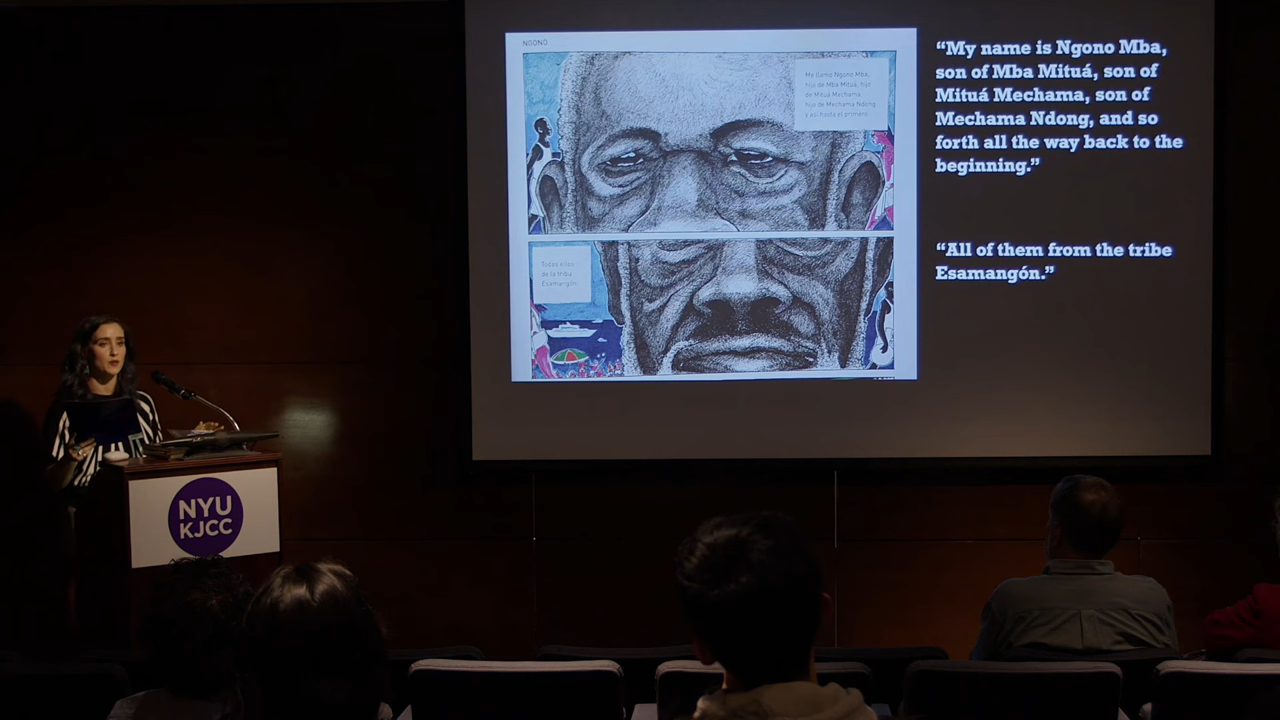 NGONO
Me llamo Ngono Mba,
hijo de Mba Mituá, hijo
de Mituá Mechama,
hijo de Mechama Ndong
y así hasta el primero.
Todos ellos
de la tribu
Esamangón.
“My name is Ngono Mba,
son of Mba Mituá, son of
Mituá Mechama, son of
Mechama Ndong, and so
forth all the way back to the
beginning.”
“All of them from the tribe
Esamangón.”
NYU
KJCC